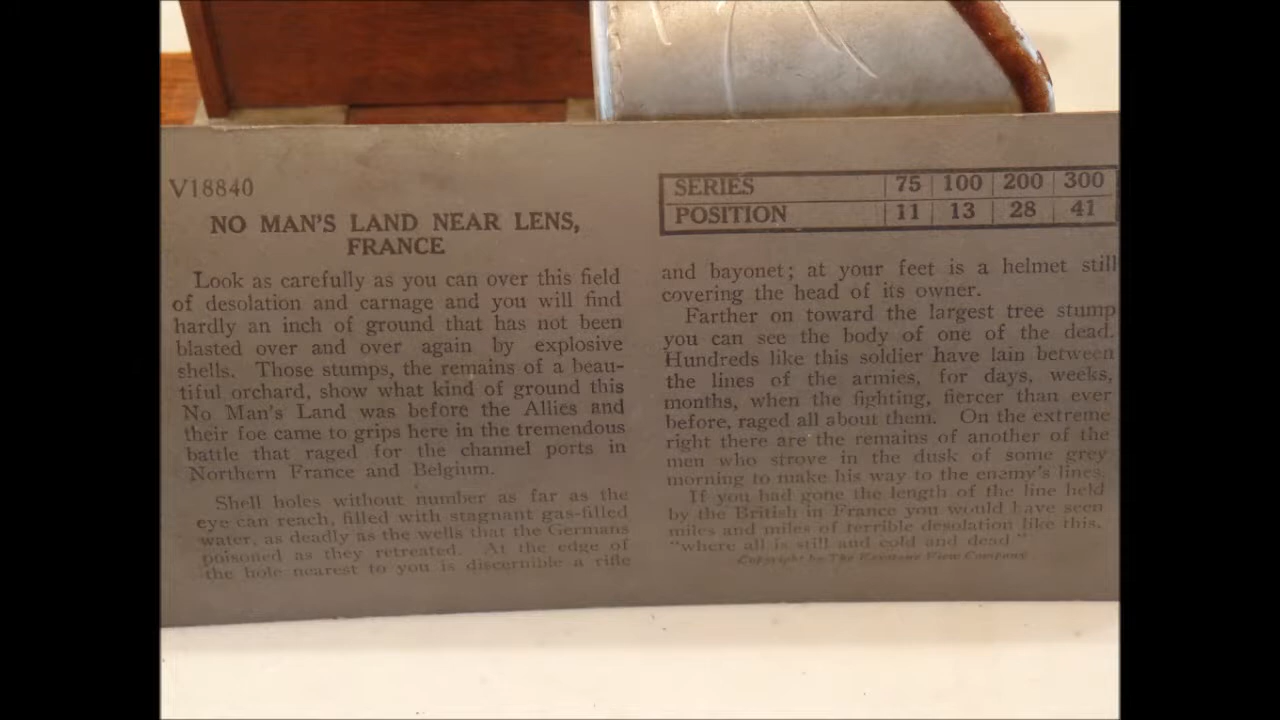 V18840
NO MAN'S LAND NEAR LENS,
FRANCE
Look as carefully as you can over this field
of desolation and carnage and you will find
hardly an inch of ground that has not been
blasted over and over again by explosive
shells. Those stumps, the remains of a beau-
tiful orchard, show what kind of ground this
No Man's Land was before the Allies and
their foe came to grips here in the tremendous
battle that raged for the channel ports in
Northern France and Belgium.
Shell holes without number as far as the
eye can reach, filled with stagnant gas-filled
water, as deadly as the wells that the Germans
poisoned as they retreated. At the edge of
the hole nearest to you is discernible a rifle
SERIES 75 100 200 300
POSITION 11 13 28 41
and bayonet; at your feet is a helmet still
covering the head of its owner.
Farther on toward the largest tree stump
you can see the body of one of the dead.
Hundreds like this soldier have lain between
the lines of the armies, for days, weeks,
months, when the fighting, fiercer than ever
before, raged all about them. On the extreme
right there are the remains of another of the
men who strove in the dusk of some grey
morning to make his way to the enemy's lines.
If you had gone the length of the line held
by the British in France you would have seen
miles and miles of terrible desolation like this,
"where all is still and cold and dead"
Copyright by The Keystone View Company